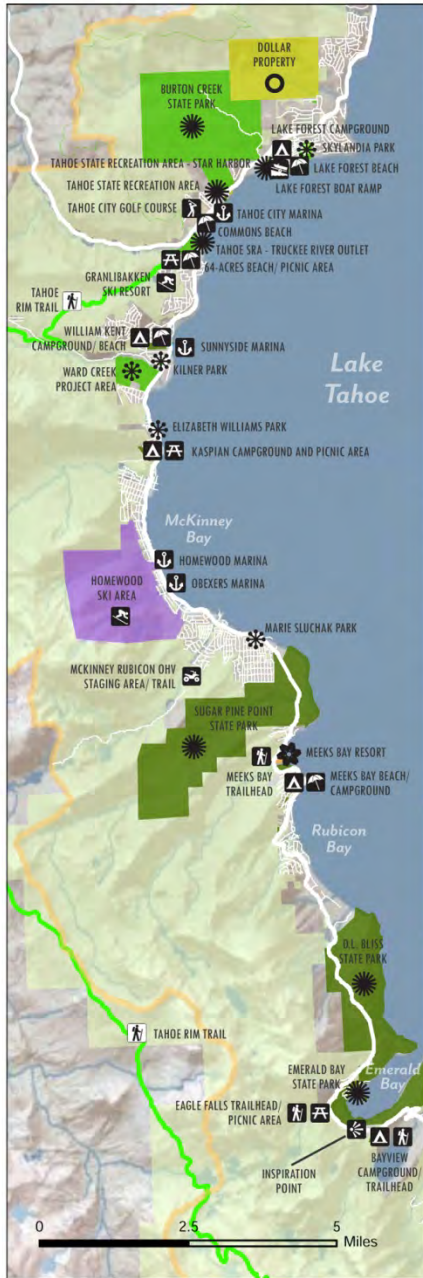 DOLLAR
PROPERTY
BURTON CREEK
STATE PARK
LAKE FOREST CAMPGROUND
SKYLANDIA PARK
TAHOE STATE RECREATION AREA - STAR HARBOR
LAKE FOREST BEACH
LAKE FOREST BOAT RAMP
TAHOE STATE RECREATION AREA
TAHOE CITY GOLF COURSE
TAHOE CITY MARINA
COMMONS BEACH
TAHOE SRA - TRUCKEE RIVER OUTLET
64-ACRES BEACH/ PICNIC AREA
GRANLIBAKKEN
SKI RESORT
TAHOE
RIM TRAIL
WILLIAM KENT
CAMPGROUND/ BEACH
SUNNYSIDE MARINA
WARD CREEK
PROJECT AREA
KILNER PARK
Lake
Tahoe
ELIZABETH WILLIAMS PARK
KASPIAN CAMPGROUND AND PICNIC AREA
McKinney
Bay
HOMEWOOD MARINA
HOMEWOOD
SKI AREA
OBEXERS MARINA
MARIE SLUCHAK PARK
MCKINNEY RUBICON OHV
STAGING AREA/ TRAIL
SUGAR PINE POINT
STATE PARK
MEEKS BAY RESORT
MEEKS BAY
TRAILHEAD
MEEKS BAY BEACH/
CAMPGROUND
Rubicon
Bay
D.L. BLISS
STATE PARK
TAHOE RIM TRAIL
EMERALD BAY
STATE PARK
Emerald
Bay
EAGLE FALLS TRAILHEAD/
PICNIC AREA
INSPIRATION
POINT
BAYVIEW
CAMPGROUND/
TRAILHEAD
0 2.5 5
Miles